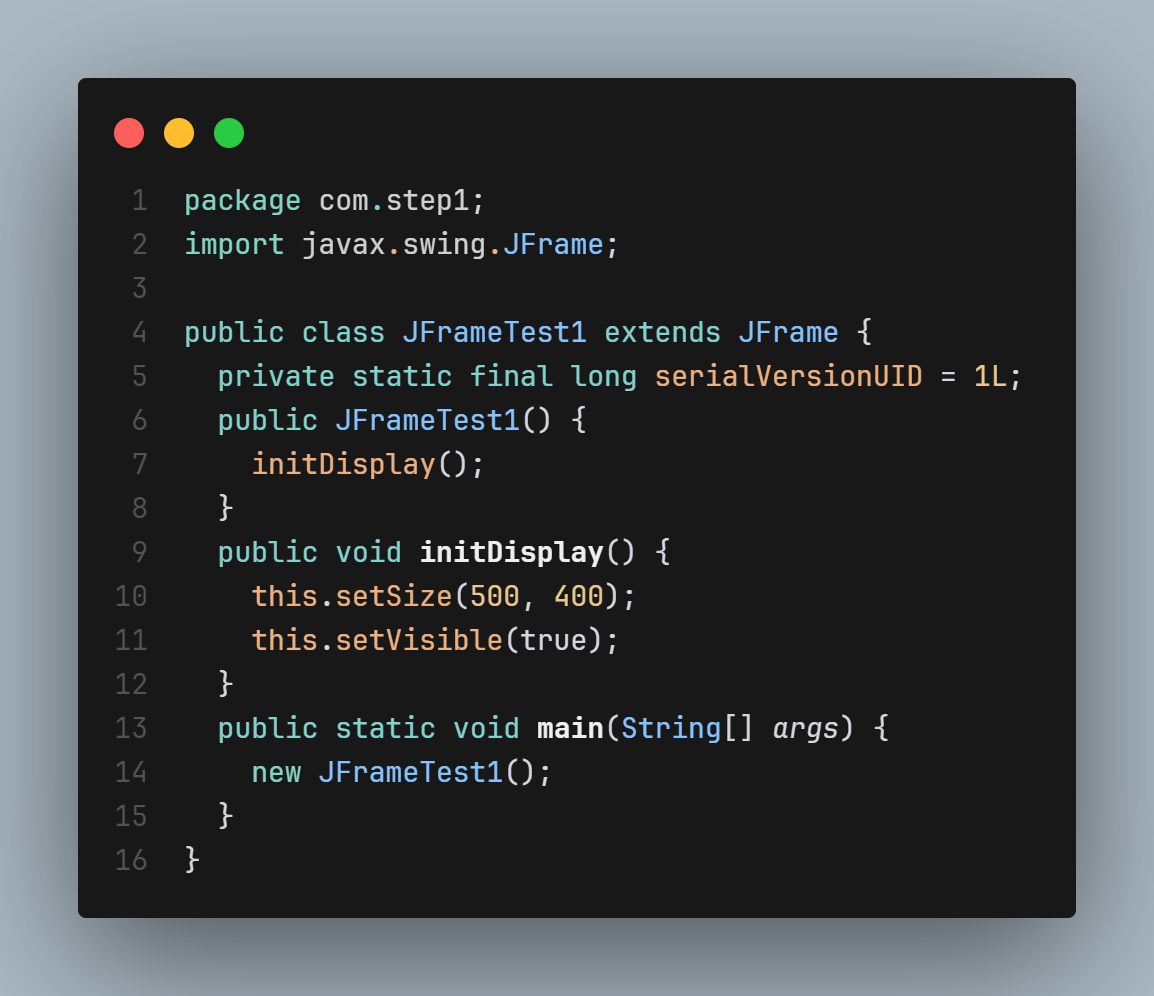 1 package com.step1;
2 import javax.swing.JFrame;
3
4 public class JFrameTest1 extends JFrame {
5   private static final long serialVersionUID = 1L;
6   public JFrameTest1() {
7     initDisplay();
8   }
9   public void initDisplay() {
10     this.setSize(500, 400);
11     this.setVisible(true);
12   }
13   public static void main(String[] args) {
14     new JFrameTest1();
15   }
16 }